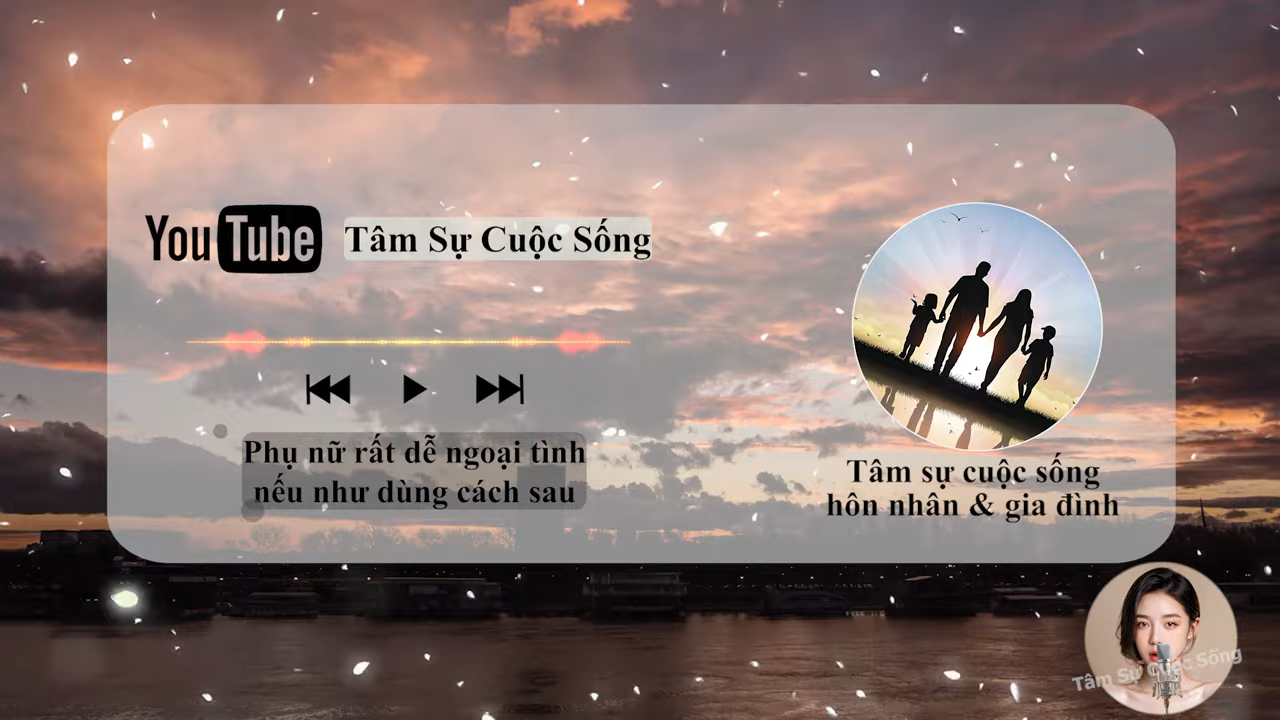 YouTube
Tâm Sự Cuộc Sống
Phụ nữ rất dễ ngoại tình
nếu như dùng cách sau
Tâm sự cuộc sống
hôn nhân & gia đình
Tâm Sự Cuộc Sống